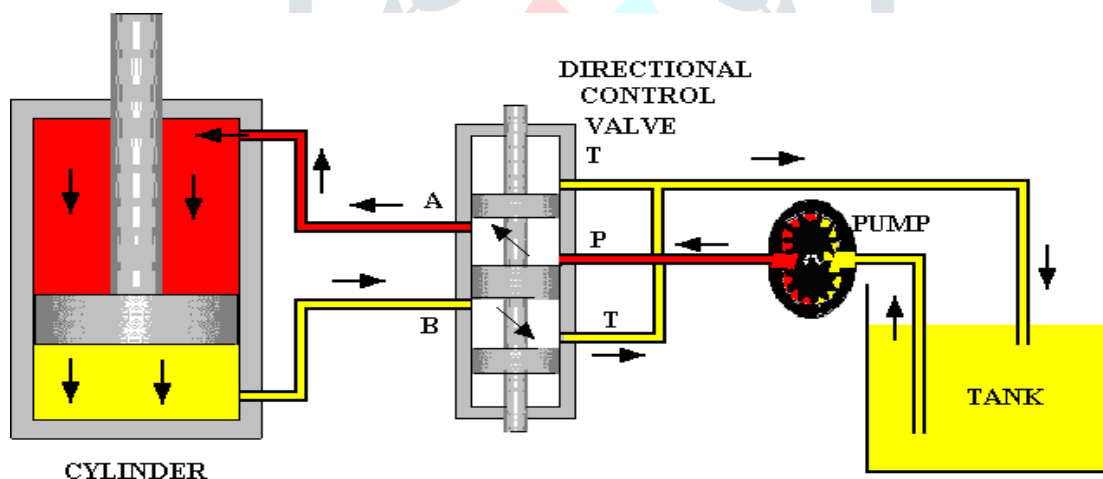 DIRECTIONAL
CONTROL
VALVE
T
A
P
PUMP
B
T
TANK
CYLINDER